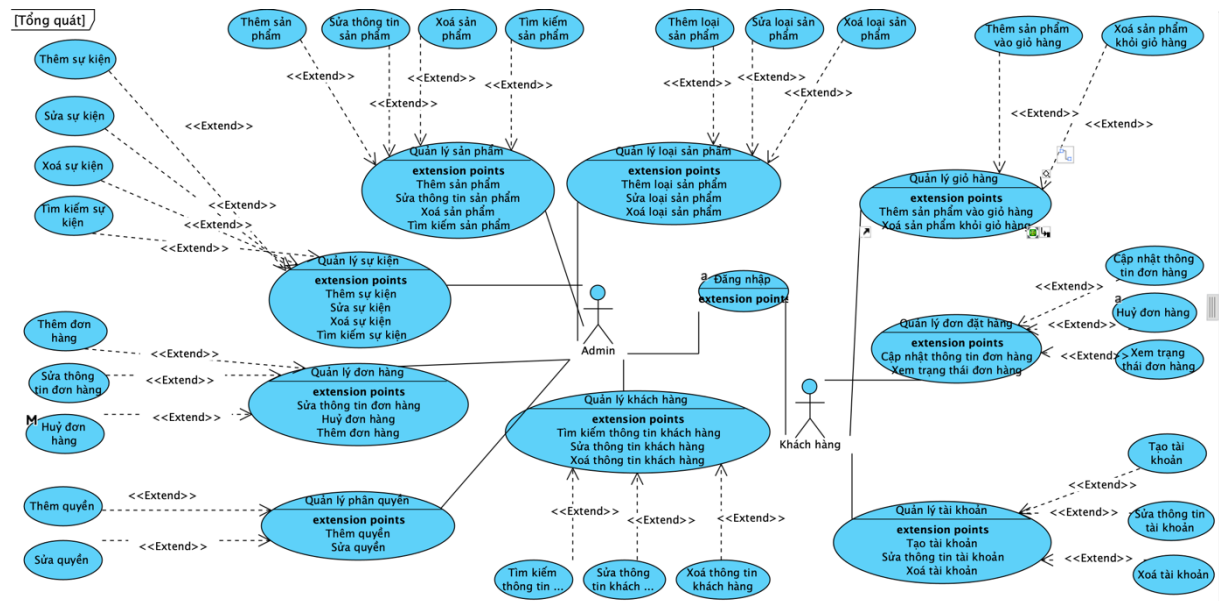 [Tổng quát]
Thêm sản
phẩm
Sửa thông tin
sản phẩm
Xoá sản
phẩm
Tìm kiếm
sản phẩm
Thêm loại
sản phẩm
Sửa loại sản
phẩm
Xoá loại sản
phẩm
Thêm sản phẩm
vào giỏ hàng
Xoá sản phẩm
khỏi giỏ hàng
<<Extend>>
<<Extend>>
<<Extend>>
<<Extend>>
<<Extend>>
<<Extend>>
<<Extend>>
<<Extend>>
<<Extend>>
Thêm sự kiện
Sửa sự kiện
Xoá sự kiện
Tìm kiếm sự
kiện
<<Extend>>
<<Extend>>
Quản lý sản phẩm
extension points
Thêm sản phẩm
Sửa thông tin sản phẩm
Xoá sản phẩm
Tìm kiếm sản phẩm
Quản lý loại sản phẩm
extension points
Thêm loại sản phẩm
Sửa loại sản phẩm
Xoá loại sản phẩm
Quản lý giỏ hàng
extension points
Thêm sản phẩm vào giỏ hàng
Xoá sản phẩm khỏi giỏ hàng
Quản lý sự kiện
extension points
Thêm sự kiện
Sửa sự kiện
Xoá sự kiện
Tìm kiếm sự kiện
a
Đăng nhập
extension points
Admin
Cập nhật thông
tin đơn hàng
<<Extend>>
a
Huỷ đơn hàng
<<Extend>>
Xem trạng
thái đơn hàng
<<Extend>>
Quản lý đơn đặt hàng
extension points
Cập nhật thông tin đơn hàng
Xem trạng thái đơn hàng
Thêm đơn
hàng
<<Extend>>
Sửa thông
tin đơn hàng
<<Extend>>
M
Huỷ đơn
hàng
<<Extend>>
Quản lý đơn hàng
extension points
Sửa thông tin đơn hàng
Huỷ đơn hàng
Thêm đơn hàng
Quản lý khách hàng
extension points
Tìm kiếm thông tin khách hàng
Sửa thông tin khách hàng
Xoá thông tin khách hàng
Khách hàng
Thêm quyền
<<Extend>>
Sửa quyền
<<Extend>>
Quản lý phân quyền
extension points
Thêm quyền
Sửa quyền
<<Extend>>
<<Extend>>
<<Extend>>
Tìm kiếm
thông tin ...
Sửa thông
tin khách ...
Xoá thông tin
khách hàng
Quản lý tài khoản
extension points
Tạo tài khoản
Sửa thông tin tài khoản
Xoá tài khoản
Tạo tài
khoản
<<Extend>>
Sửa thông tin
tài khoản
<<Extend>>
Xoá tài khoản
<<Extend>>